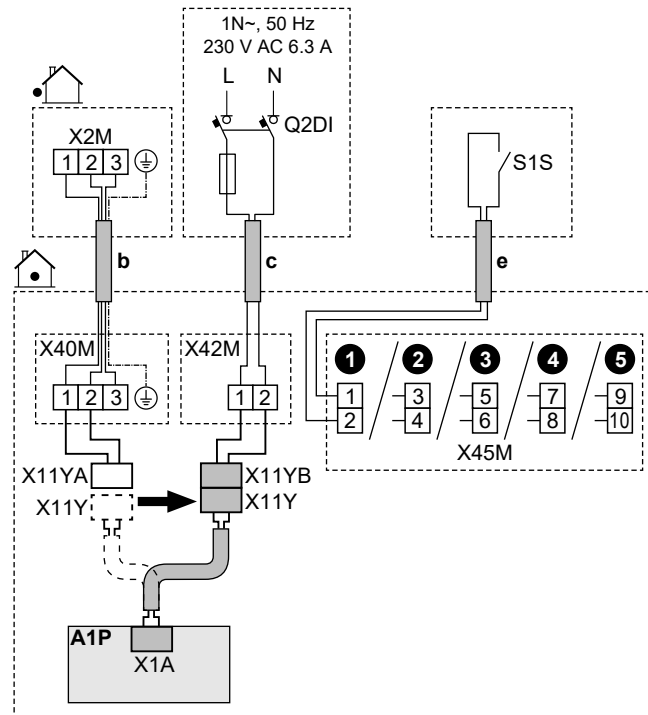 1N~, 50 Hz
230 V AC 6.3 A
L N
Q2DI
X2M
1 2 3
S1S
b
c
e
X40M
1 2 3
X42M
1 2
1 2 3 4 5
1 3 5 7 9
2 4 6 8 10
X45M
X11YA
X11YB
X11Y
X11Y
A1P
X1A